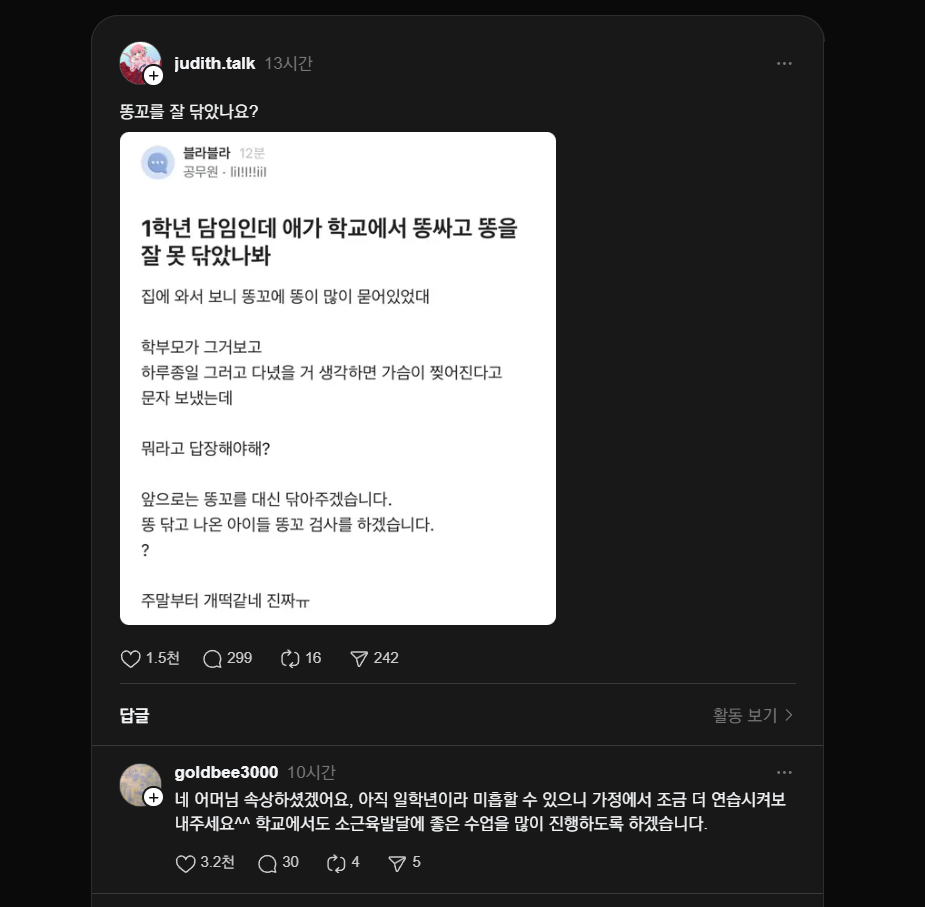 judith.talk 13시간
똥꼬를 잘 닦았나요?
블라블라 12분
공무원 · lil!l!!iil
1학년 담임인데 애가 학교에서 똥싸고 똥을
잘 못 닦았나봐
집에 와서 보니 똥꼬에 똥이 많이 묻어있었대
학부모가 그거보고
하루종일 그러고 다녔을 거 생각하면 가슴이 찢어진다고
문자 보냈는데
뭐라고 답장해야해?
앞으로는 똥꼬를 대신 닦아주겠습니다.
똥 닦고 나온 아이들 똥꼬 검사를 하겠습니다.
?
주말부터 개떡같네 진짜ㅠ
1.5천 299 16 242
답글 활동 보기
goldbee3000 10시간
네 어머님 속상하셨겠어요, 아직 일학년이라 미흡할 수 있으니 가정에서 조금 더 연습시켜보
내주세요^^ 학교에서도 소근육발달에 좋은 수업을 많이 진행하도록 하겠습니다.
3.2천 30 4 5